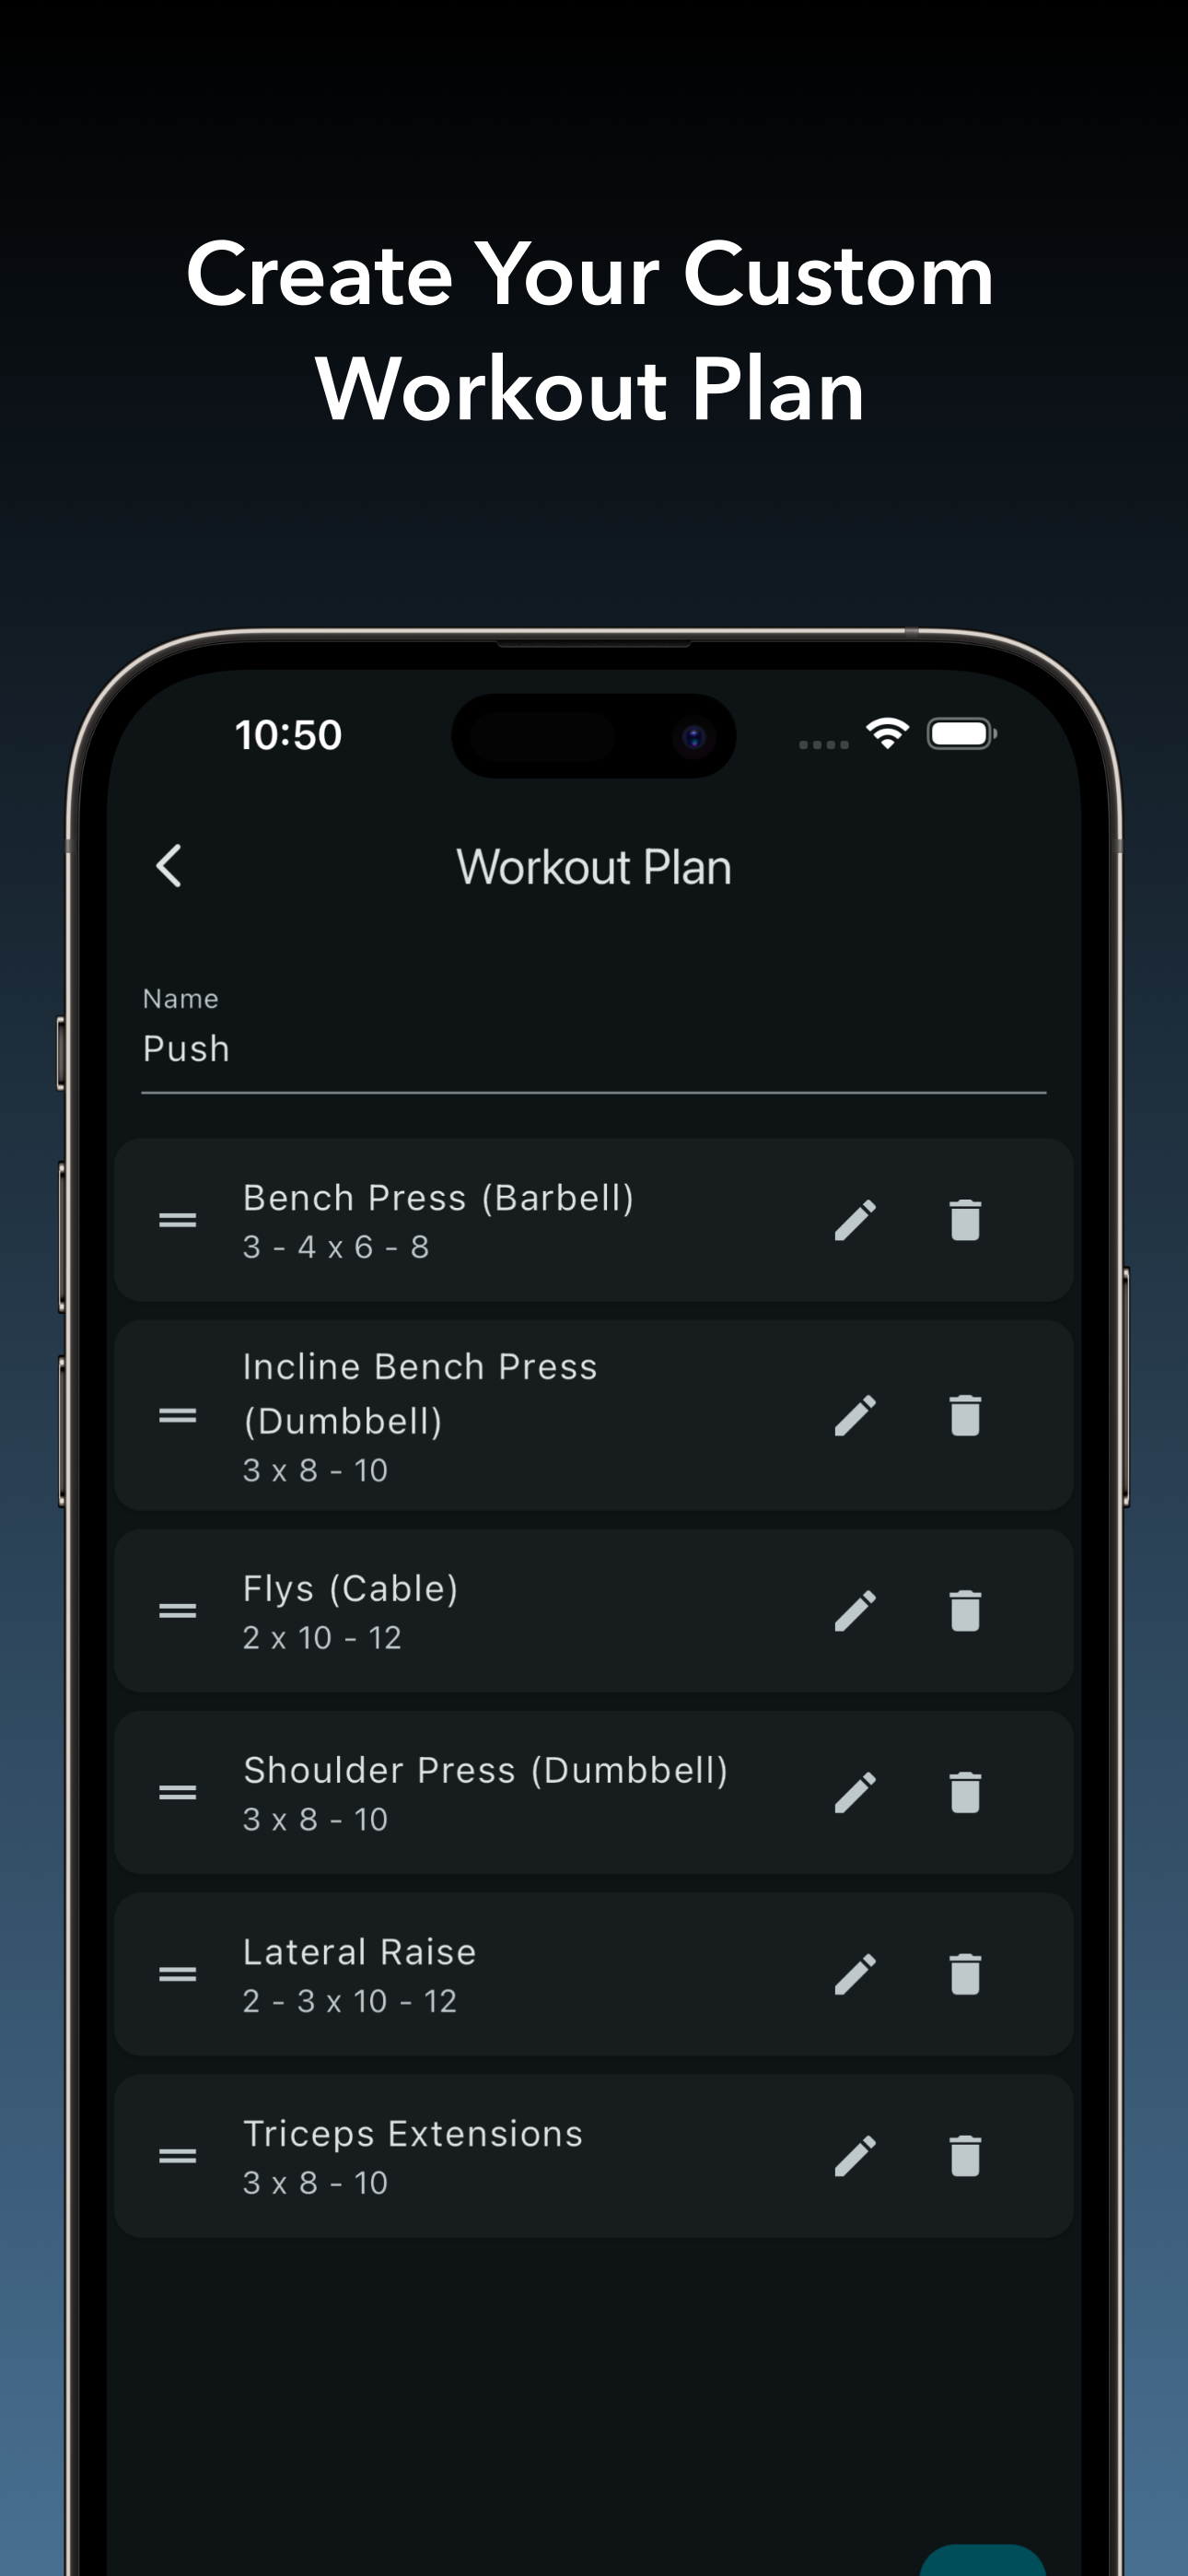 Create Your Custom
Workout Plan
10:50
Workout Plan
Name
Push
Bench Press (Barbell)
3 - 4 x 6 - 8
Incline Bench Press
(Dumbbell)
3 x 8 - 10
Flys (Cable)
2 x 10 - 12
Shoulder Press (Dumbbell)
3 x 8 - 10
Lateral Raise
2 - 3 x 10 - 12
Triceps Extensions
3 x 8 - 10